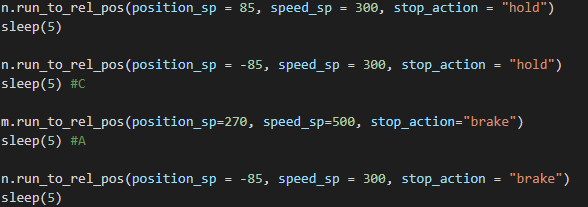 n.run_to_rel_pos(position_sp = 85, speed_sp = 300, stop_action = "hold")
sleep(5)
n.run_to_rel_pos(position_sp = -85, speed_sp = 300, stop_action = "hold")
sleep(5) #C
m.run_to_rel_pos(position_sp=270, speed_sp=500, stop_action="brake")
sleep(5) #A
n.run_to_rel_pos(position_sp = -85, speed_sp = 300, stop_action = "brake")
sleep(5)